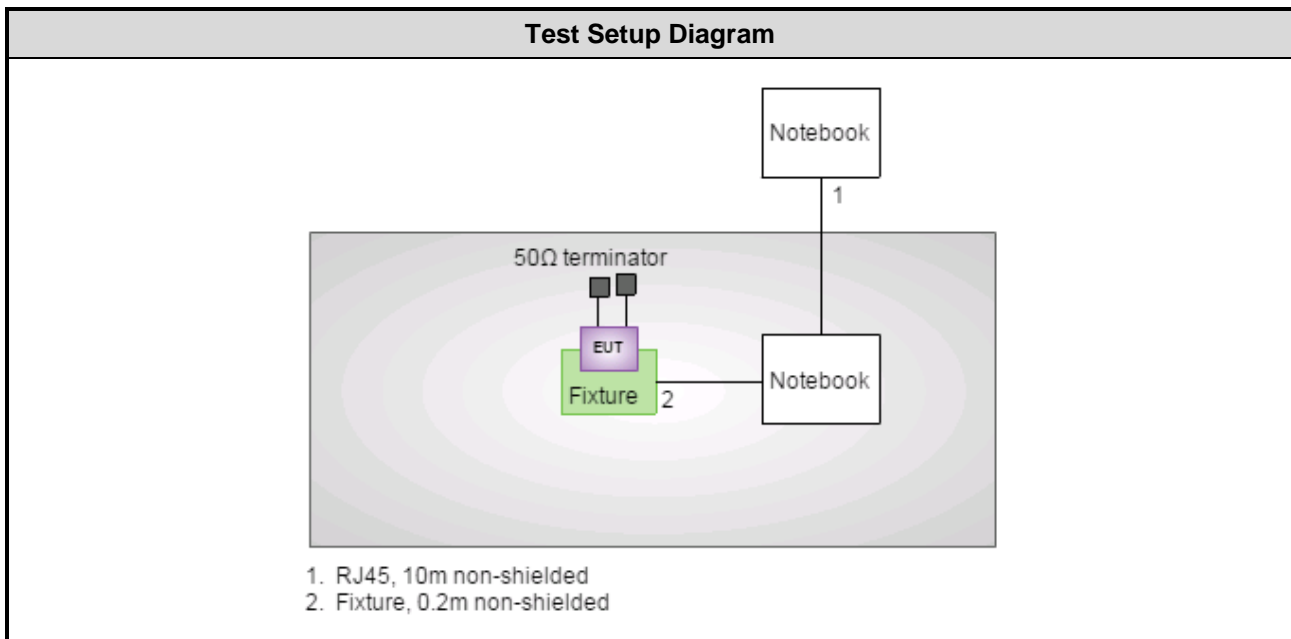 Test Setup Diagram
Notebook
1
50Ω terminator
EUT
Notebook
Fixture 2
1. RJ45, 10m non-shielded
2. Fixture, 0.2m non-shielded